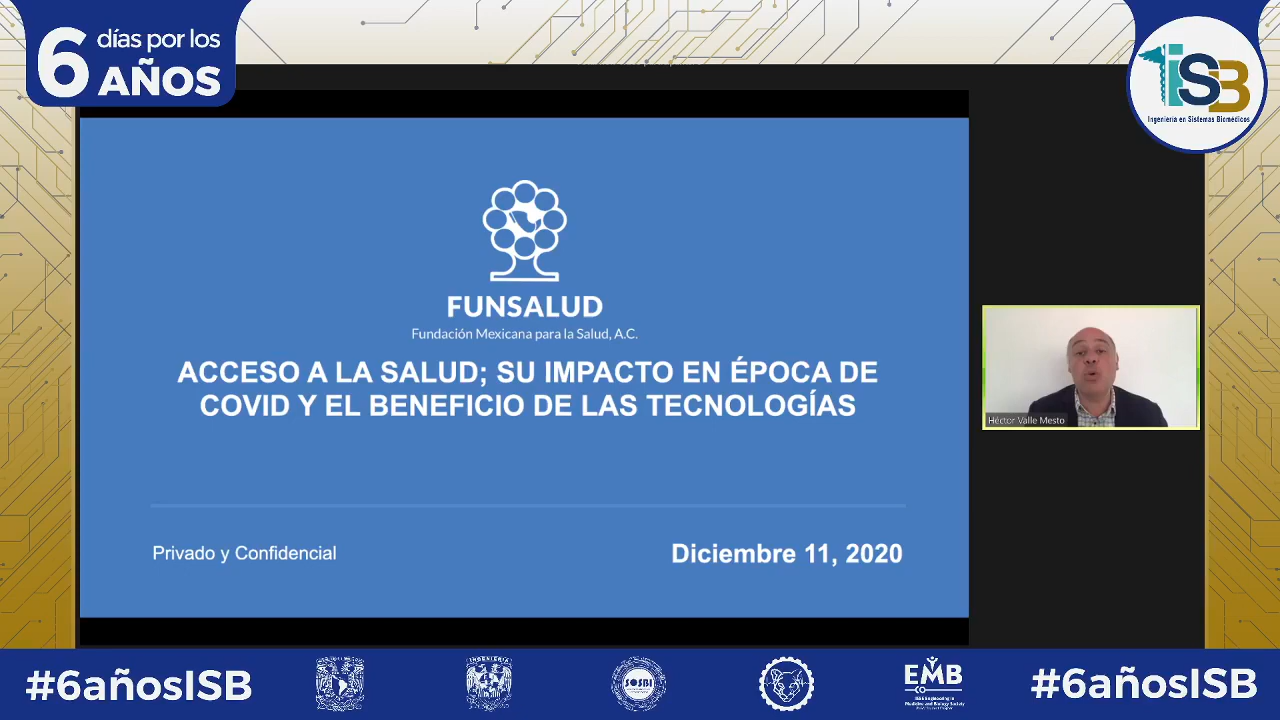 6 días por los
AÑOS
iSB
Ingeniería en Sistemas Biomédicos
FUNSALUD
Fundación Mexicana para la Salud, A.C.
ACCESO A LA SALUD; SU IMPACTO EN ÉPOCA DE
COVID Y EL BENEFICIO DE LAS TECNOLOGÍAS
Héctor Valle Mesto
Privado y Confidencial
Diciembre 11, 2020
#6añosISB
INGENIERIA
SOSBI
EMB
#6añosISB